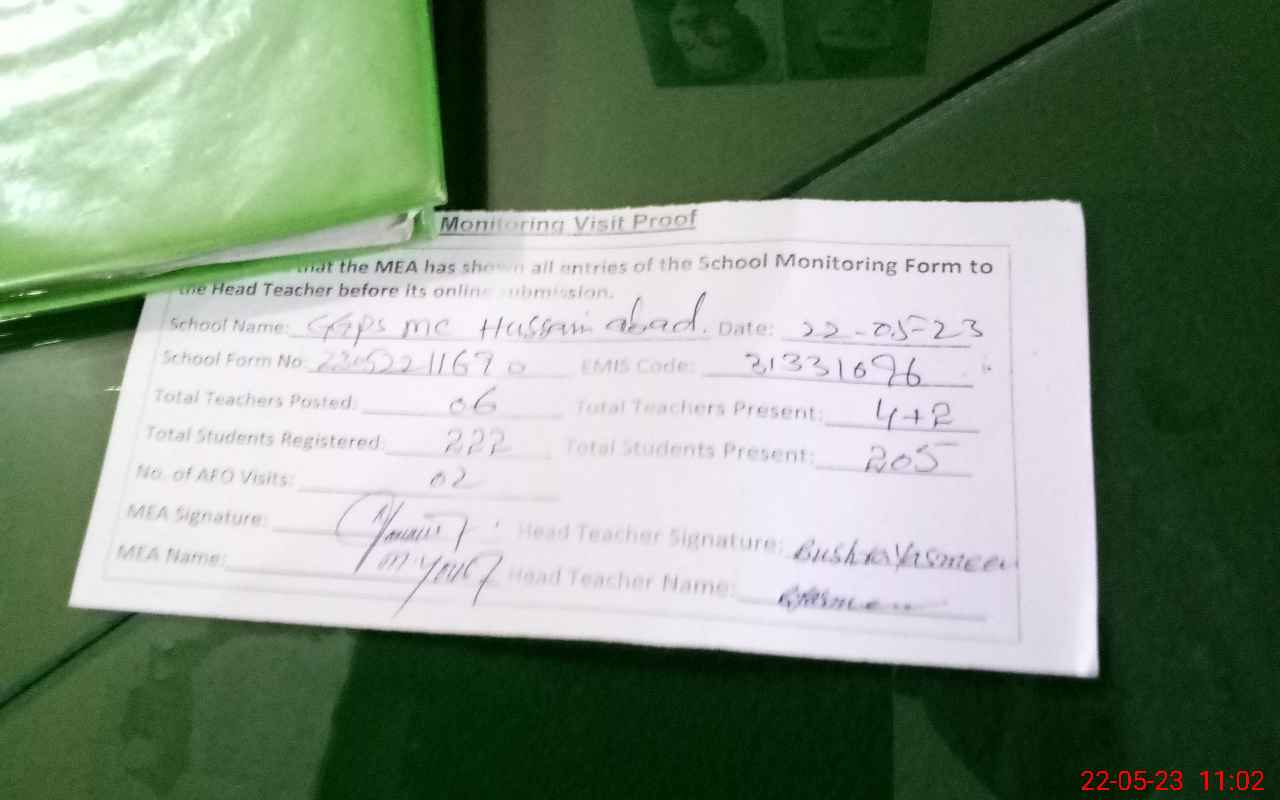 Monitoring Visit Proof
that the MEA has shown all entries of the School Monitoring Form to
the Head Teacher before its online submission.
School Name: GGPS MC Hussain abad. Date: 22-05-23
School Form No: 22052211670 EMIS Code: 31331096
Total Teachers Posted: 06 Total Teachers Present: 4+2
Total Students Registered: 222 Total Students Present: 205
No. of AEO Visits: 02
MEA Signature: Head Teacher Signature: Bushra Yasmeen
MEA Name: M. Yousf Head Teacher Name:
22-05-23 11:02